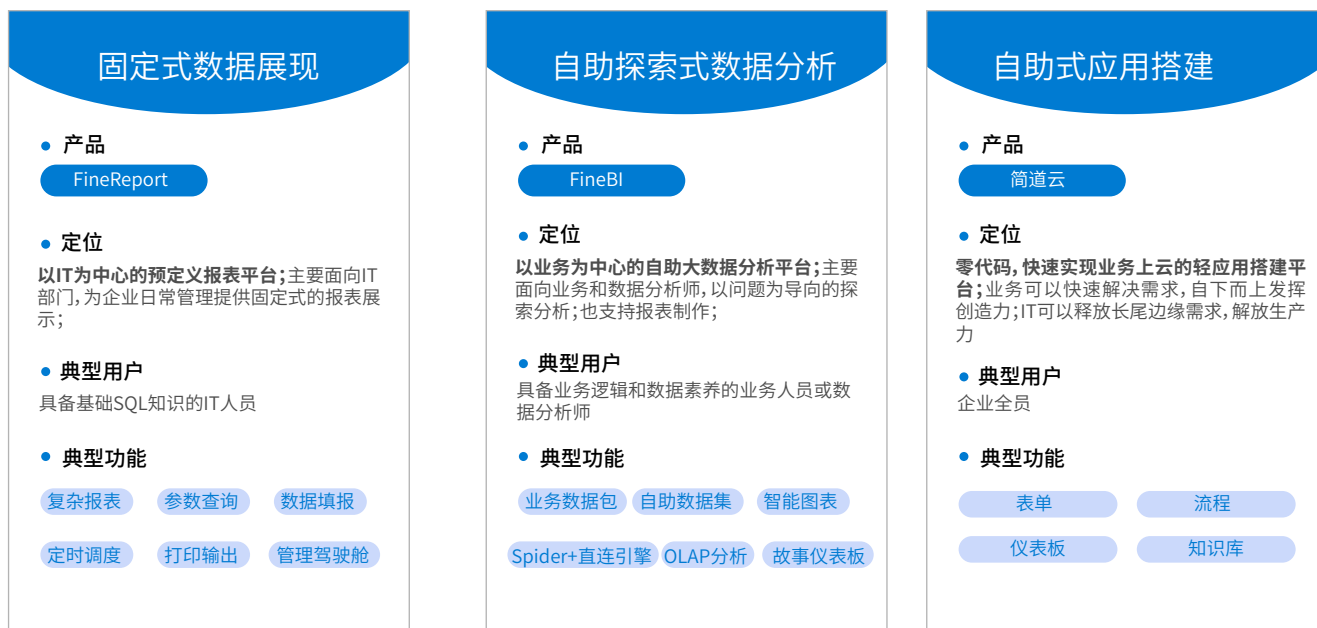 固定式数据展现
产品
FineReport
定位
以IT为中心的预定义报表平台;主要面向IT
部门,为企业日常管理提供固定式的报表展
示;
典型用户
具备基础SQL知识的IT人员
典型功能
复杂报表 参数查询 数据填报
定时调度 打印输出 管理驾驶舱
自助探索式数据分析
产品
FineBI
定位
以业务为中心的自助大数据分析平台;主要
面向业务和数据分析师,以问题为导向的探
索分析;也支持报表制作;
典型用户
具备业务逻辑和数据素养的业务人员或数
据分析师
典型功能
业务数据包 自助数据集 智能图表
Spider+直连引擎 OLAP分析 故事仪表板
自助式应用搭建
产品
简道云
定位
零代码,快速实现业务上云的轻应用搭建平
台;业务可以快速解决需求,自下而上发挥
创造力;IT可以释放长尾边缘需求,解放生产
力
典型用户
企业全员
典型功能
表单 流程
仪表板 知识库